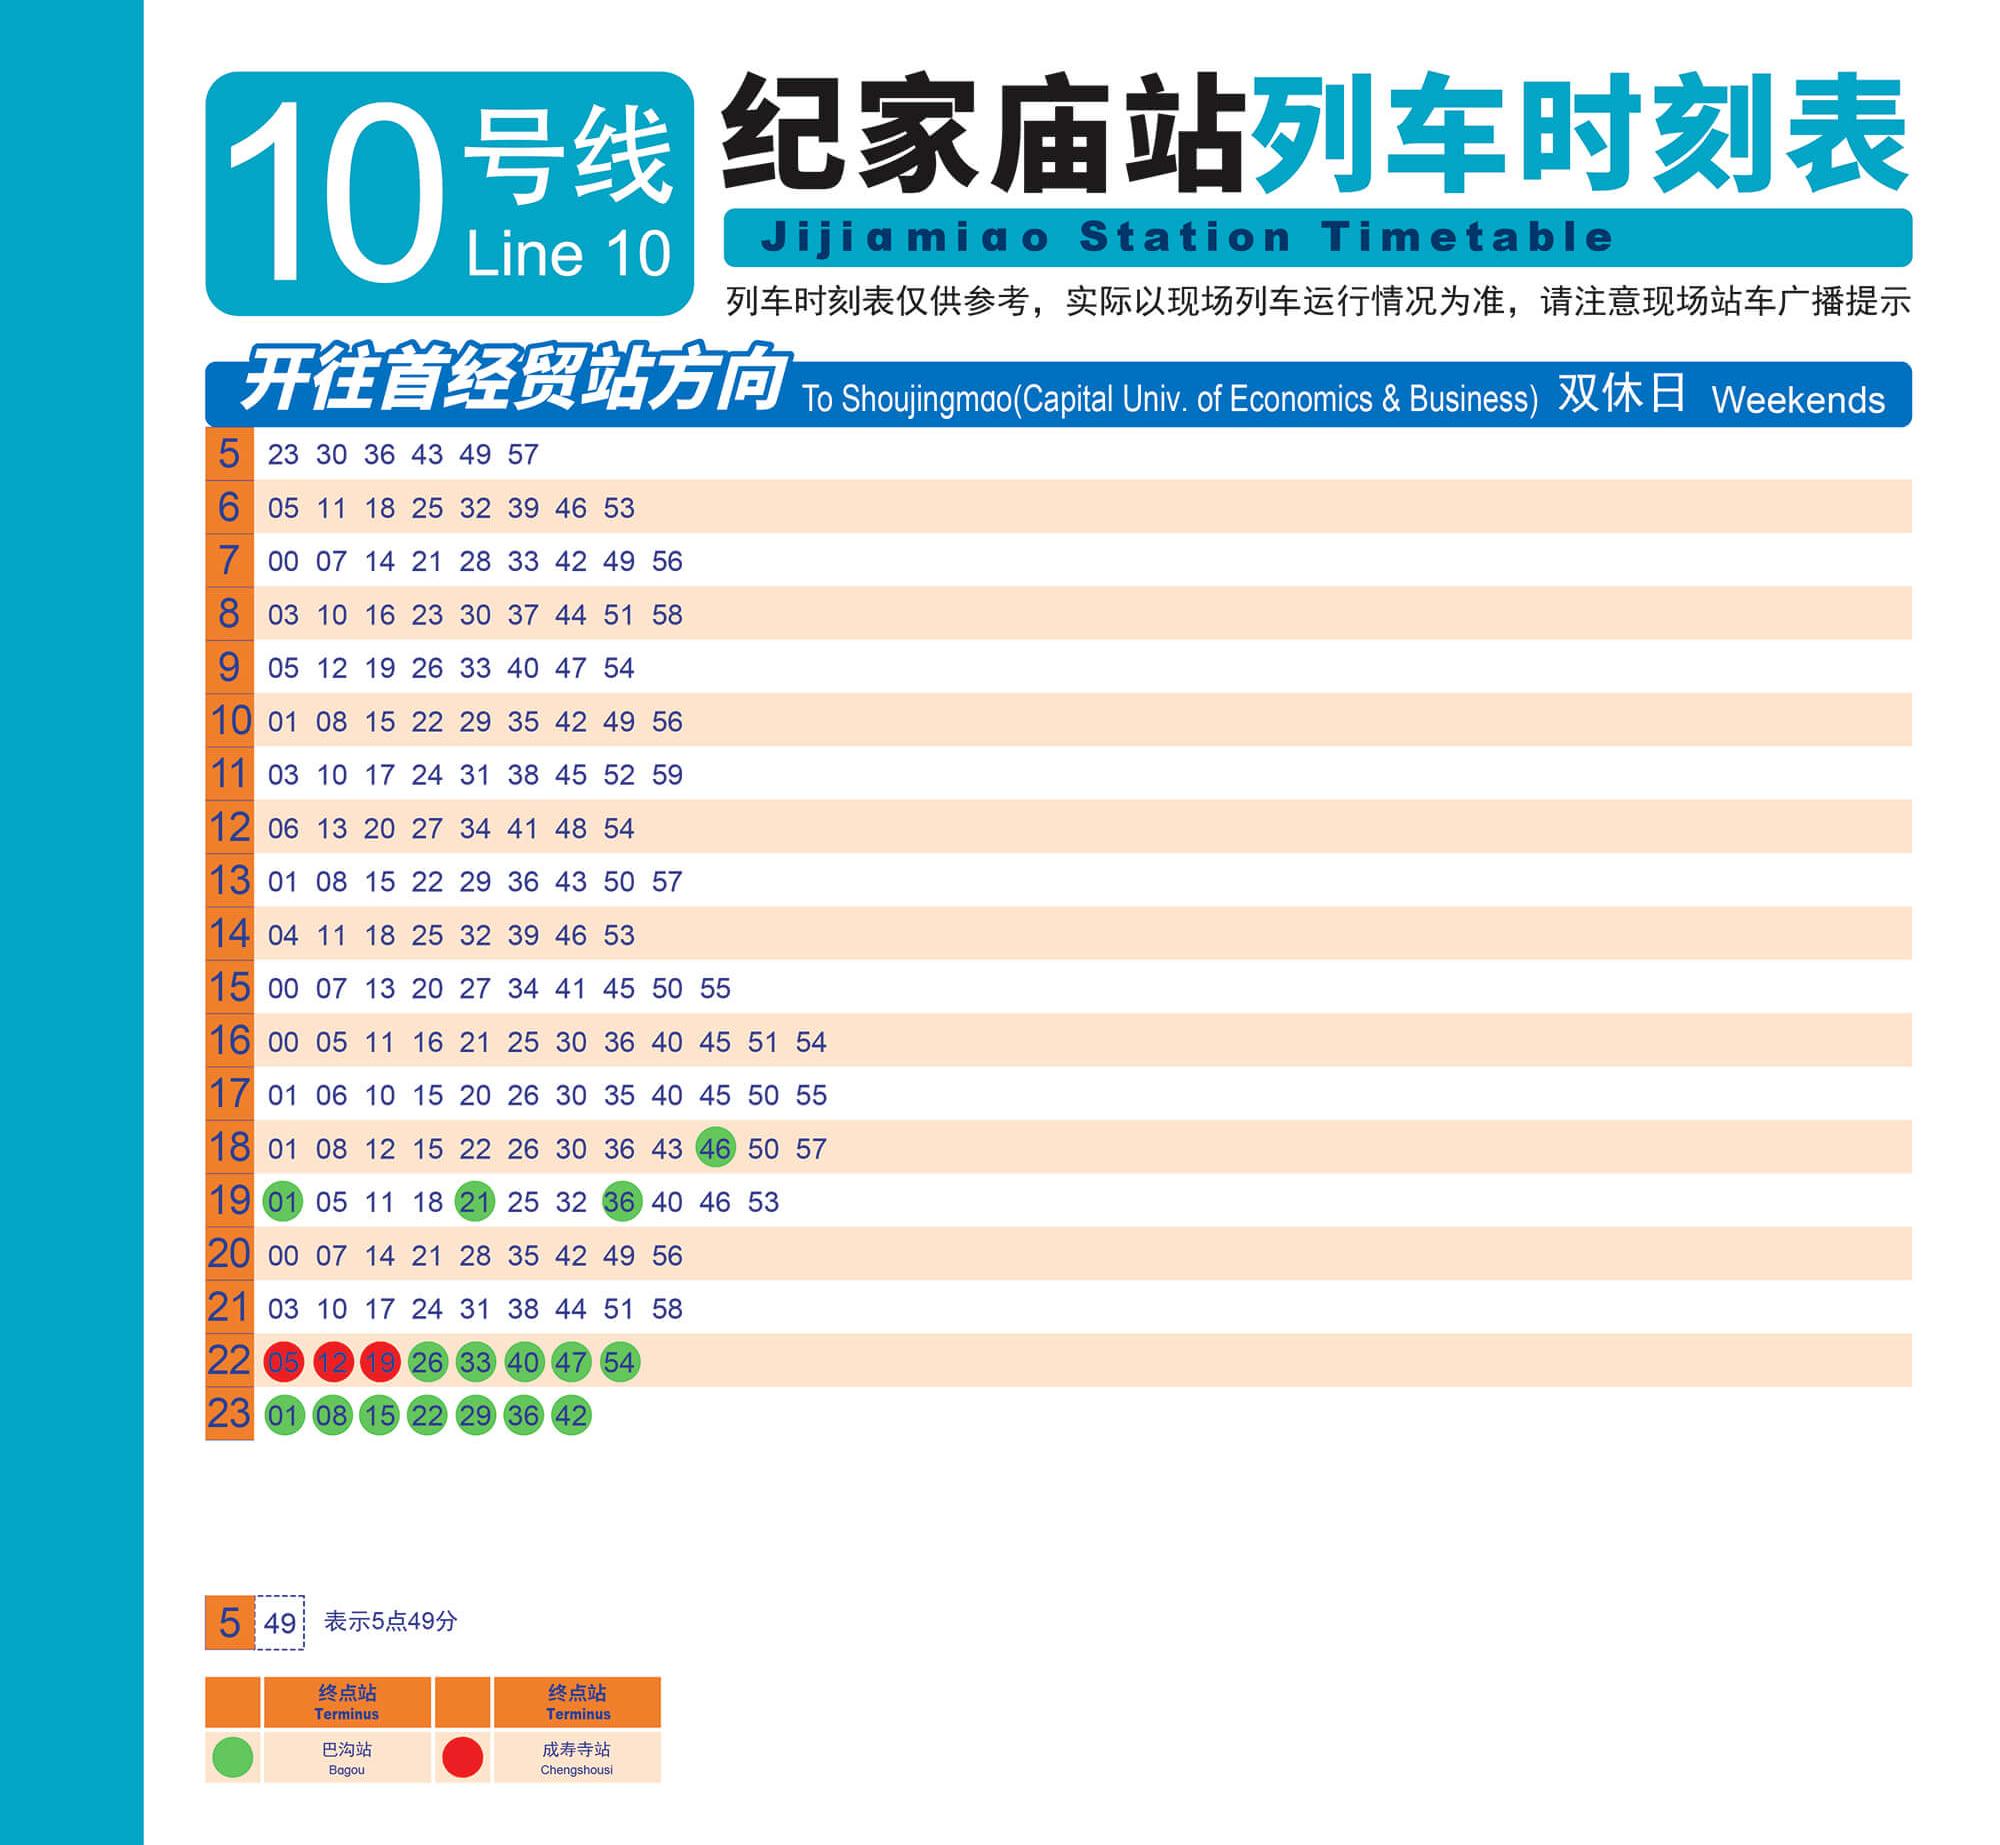 10号线
Line 10
纪家庙站列车时刻表
Jijiamiao Station Timetable
列车时刻表仅供参考，实际以现场列车运行情况为准，请注意现场站车广播提示
开往首经贸站方向 To Shoujingmao(Capital Univ. of Economics & Business) 双休日 Weekends
5 23 30 36 43 49 57
6 05 11 18 25 32 39 46 53
7 00 07 14 21 28 33 42 49 56
8 03 10 16 23 30 37 44 51 58
9 05 12 19 26 33 40 47 54
10 01 08 15 22 29 35 42 49 56
11 03 10 17 24 31 38 45 52 59
12 06 13 20 27 34 41 48 54
13 01 08 15 22 29 36 43 50 57
14 04 11 18 25 32 39 46 53
15 00 07 13 20 27 34 41 45 50 55
16 00 05 11 16 21 25 30 36 40 45 51 54
17 01 06 10 15 20 26 30 35 40 45 50 55
18 01 08 12 15 22 26 30 36 43 46 50 57
19 01 05 11 18 21 25 32 36 40 46 53
20 00 07 14 21 28 35 42 49 56
21 03 10 17 24 31 38 44 51 58
22 05 12 19 26 33 40 47 54
23 01 08 15 22 29 36 42
5 49 表示5点49分
终点站 终点站
Terminus Terminus
巴沟站 成寿寺站
Bagou Chengshousi